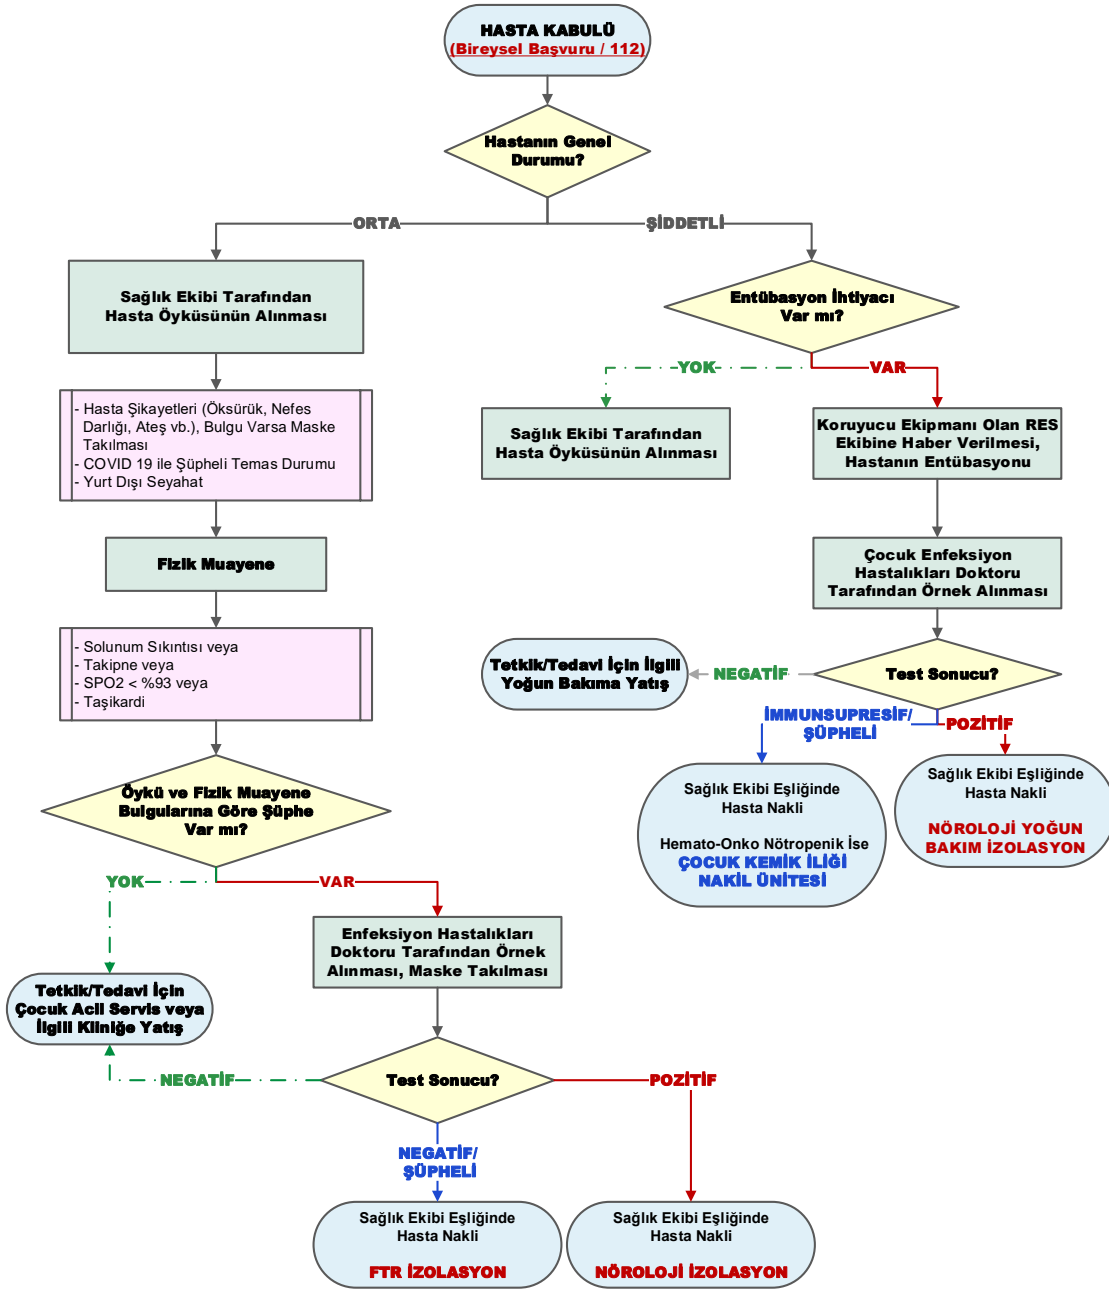 HASTA KABULÜ
(Bireysel Başvuru / 112)
Hastanın Genel
Durumu?
ORTA
ŞİDDETLİ
Sağlık Ekibi Tarafından
Hasta Öyküsünün Alınması
Entübasyon İhtiyacı
Var mı?
YOK
VAR
- Hasta Şikayetleri (Öksürük, Nefes
Darlığı, Ateş vb.), Bulgu Varsa Maske
Takılması
- COVID 19 ile Şüpheli Temas Durumu
- Yurt Dışı Seyahat
Sağlık Ekibi Tarafından
Hasta Öyküsünün Alınması
Koruyucu Ekipmanı Olan RES
Ekibine Haber Verilmesi,
Hastanın Entübasyonu
Fizik Muayene
Çocuk Enfeksiyon
Hastalıkları Doktoru
Tarafından Örnek Alınması
- Solunum Sıkıntısı veya
- Takipne veya
- SPO2 < %93 veya
- Taşikardi
Tetkik/Tedavi İçin İlgili
Yoğun Bakıma Yatış
NEGATİF
Test Sonucu?
İMMUNSUPRESİF/
ŞÜPHELİ
POZİTİF
Sağlık Ekibi Eşliğinde
Hasta Nakli
Hemato-Onko Nötropenik İse
ÇOCUK KEMİK İLİĞİ
NAKİL ÜNİTESİ
Sağlık Ekibi Eşliğinde
Hasta Nakli
NÖROLOJİ YOĞUN
BAKIM İZOLASYON
Öykü ve Fizik Muayene
Bulgularına Göre Şüphe
Var mı?
YOK
VAR
Enfeksiyon Hastalıkları
Doktoru Tarafından Örnek
Alınması, Maske Takılması
Tetkik/Tedavi İçin
Çocuk Acil Servis veya
İlgili Kliniğe Yatış
NEGATİF
Test Sonucu?
POZİTİF
NEGATİF/
ŞÜPHELİ
Sağlık Ekibi Eşliğinde
Hasta Nakli
FTR İZOLASYON
Sağlık Ekibi Eşliğinde
Hasta Nakli
NÖROLOJİ İZOLASYON